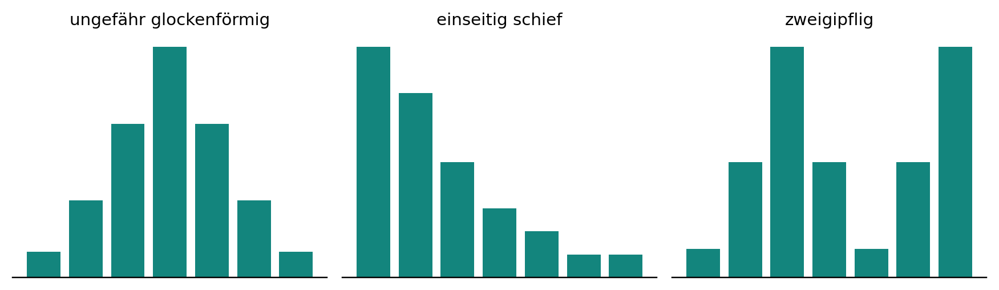 ungefähr glockenförmig
einseitig schief
zweigipflig